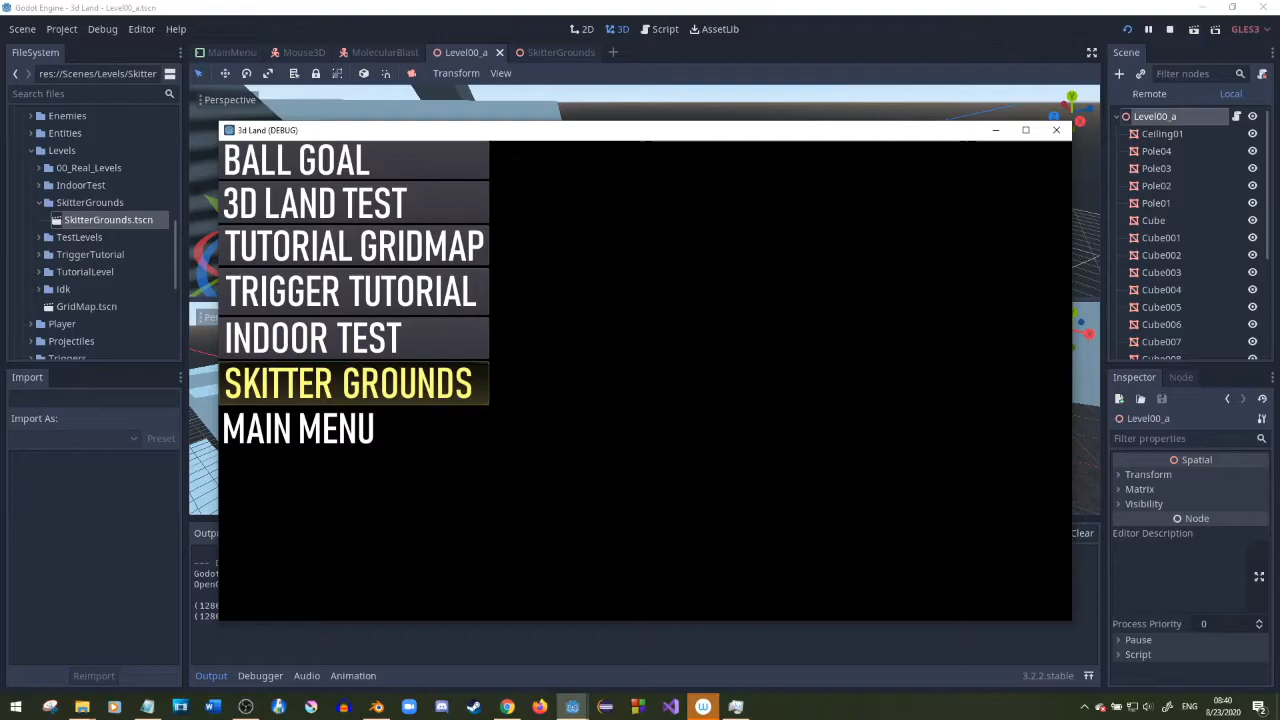 Godot Engine - 3d Land - Level00_a.tscn
Scene Project Debug Editor Help
2D 3D Script AssetLib
GLES3
FileSystem
MainMenu Mouse3D MolecularBlast Level00_a SkitterGrounds
Scene
res://Scenes/Levels/Skitter
Transform View
Filter nodes
Search files
Perspective
Remote Local
Enemies
Entities
Levels
00_Real_Levels
IndoorTest
SkitterGrounds
SkitterGrounds.tscn
TestLevels
TriggerTutorial
TutorialLevel
Idk
GridMap.tscn
Player
Projectiles
Triggers
3d Land (DEBUG)
BALL GOAL
3D LAND TEST
TUTORIAL GRIDMAP
TRIGGER TUTORIAL
INDOOR TEST
SKITTER GROUNDS
MAIN MENU
Level00_a
Ceiling01
Pole04
Pole03
Pole02
Pole01
Cube
Cube001
Cube002
Cube003
Cube004
Cube005
Cube006
Cube007
Cube008
Import
Import As:
Preset
Reimport
Inspector Node
Level00_a
Filter properties
Spatial
Transform
Matrix
Visibility
Node
Editor Description
Process Priority 0
Pause
Script
Clear
Output Debugger Audio Animation
3.2.2.stable
08:40
8/23/2020